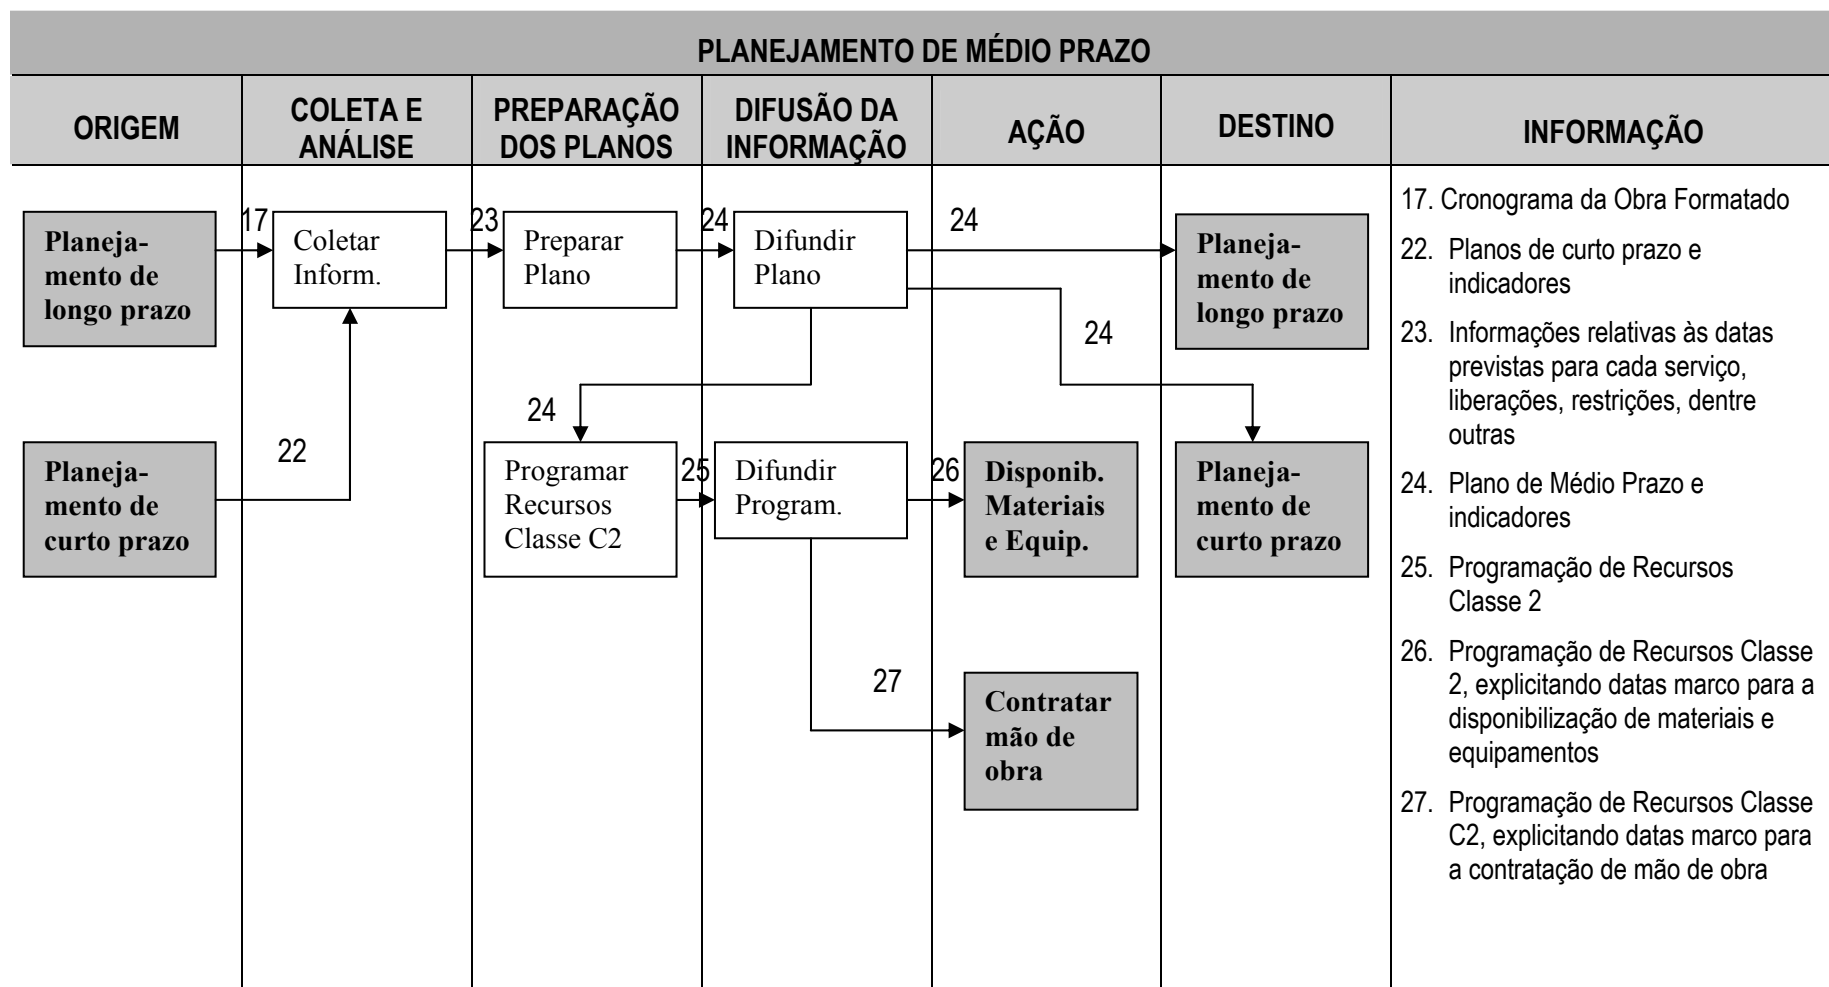 PLANEJAMENTO DE MÉDIO PRAZO
ORIGEM
COLETA E
ANÁLISE
PREPARAÇÃO
DOS PLANOS
DIFUSÃO DA
INFORMAÇÃO
AÇÃO
DESTINO
INFORMAÇÃO
Planeja-
mento de
longo prazo
17
Coletar
Inform.
23
Preparar
Plano
24
Difundir
Plano
24
Planeja-
mento de
longo prazo
24
24
Planeja-
mento de
curto prazo
22
Programar
Recursos
Classe C2
25
Difundir
Program.
26
Disponib.
Materiais
e Equip.
Planeja-
mento de
curto prazo
27
Contratar
mão de
obra
17. Cronograma da Obra Formatado
22. Planos de curto prazo e
indicadores
23. Informações relativas às datas
previstas para cada serviço,
liberações, restrições, dentre
outras
24. Plano de Médio Prazo e
indicadores
25. Programação de Recursos
Classe 2
26. Programação de Recursos Classe
2, explicitando datas marco para a
disponibilização de materiais e
equipamentos
27. Programação de Recursos Classe
C2, explicitando datas marco para
a contratação de mão de obra